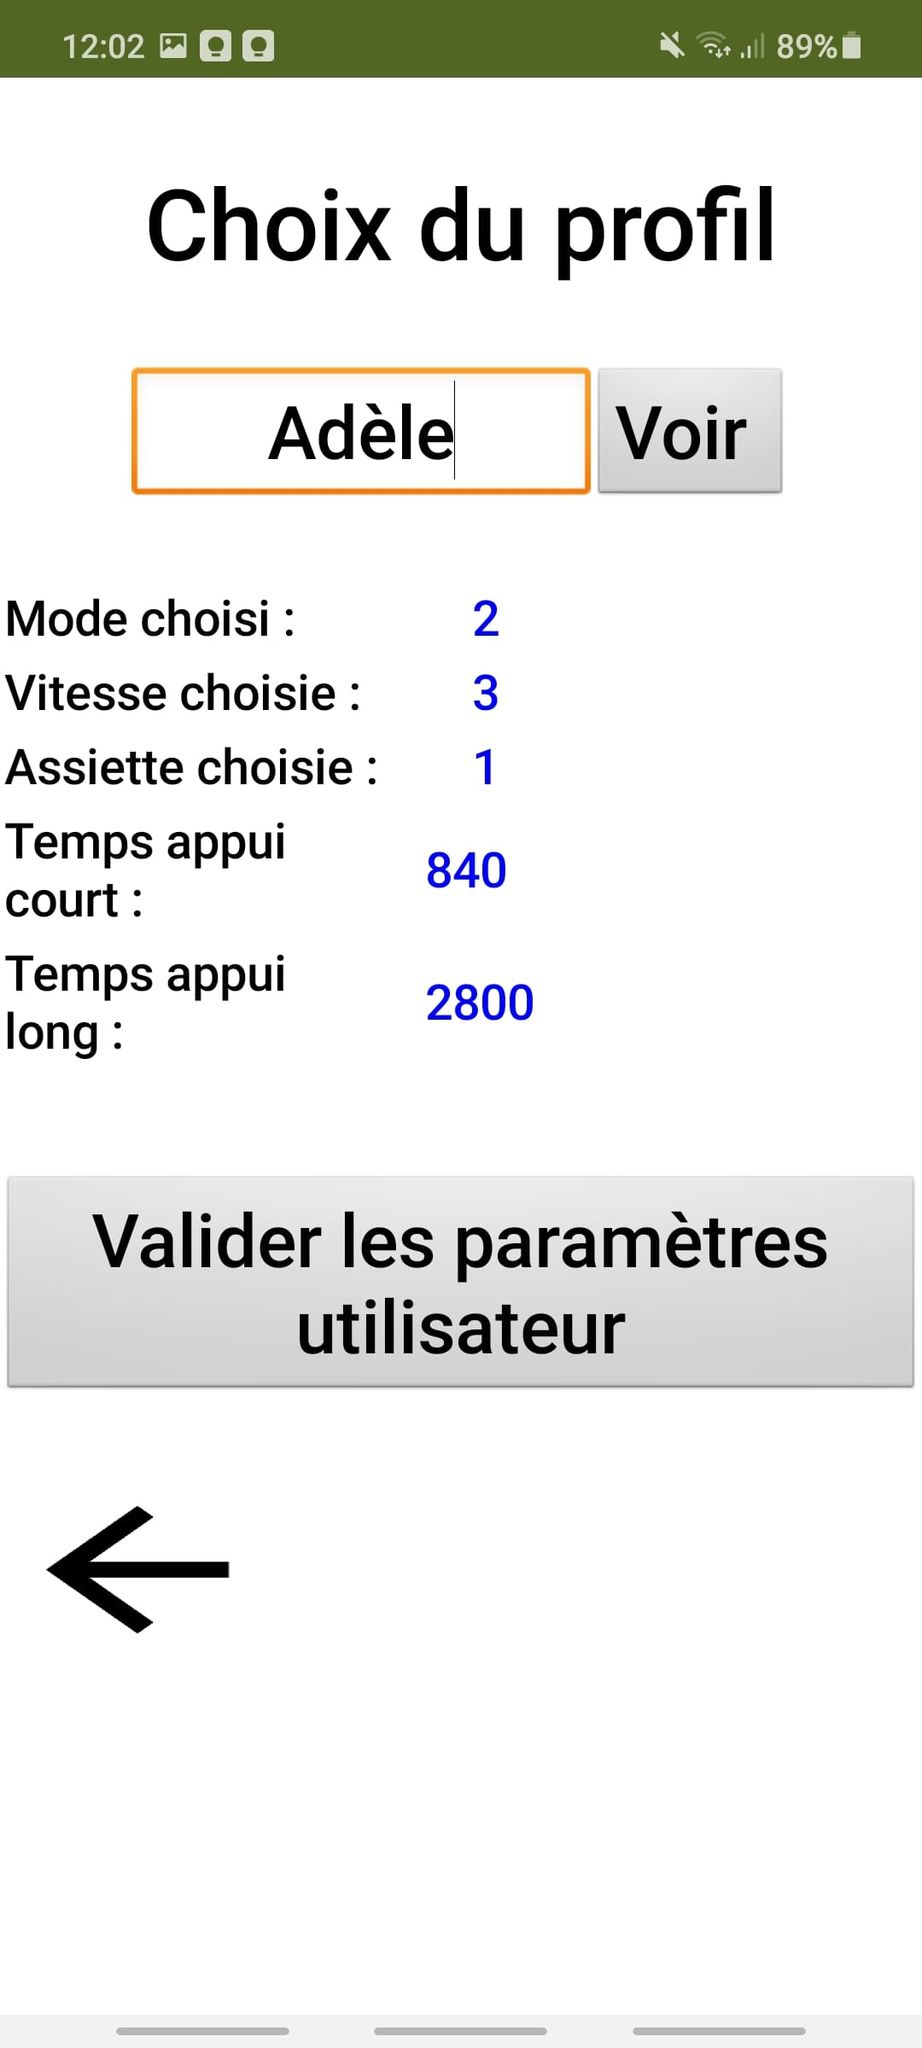 12:02 89%
Choix du profil
Adèle Voir
Mode choisi : 2
Vitesse choisie : 3
Assiette choisie : 1
Temps appui
court : 840
Temps appui
long : 2800
Valider les paramètres
utilisateur